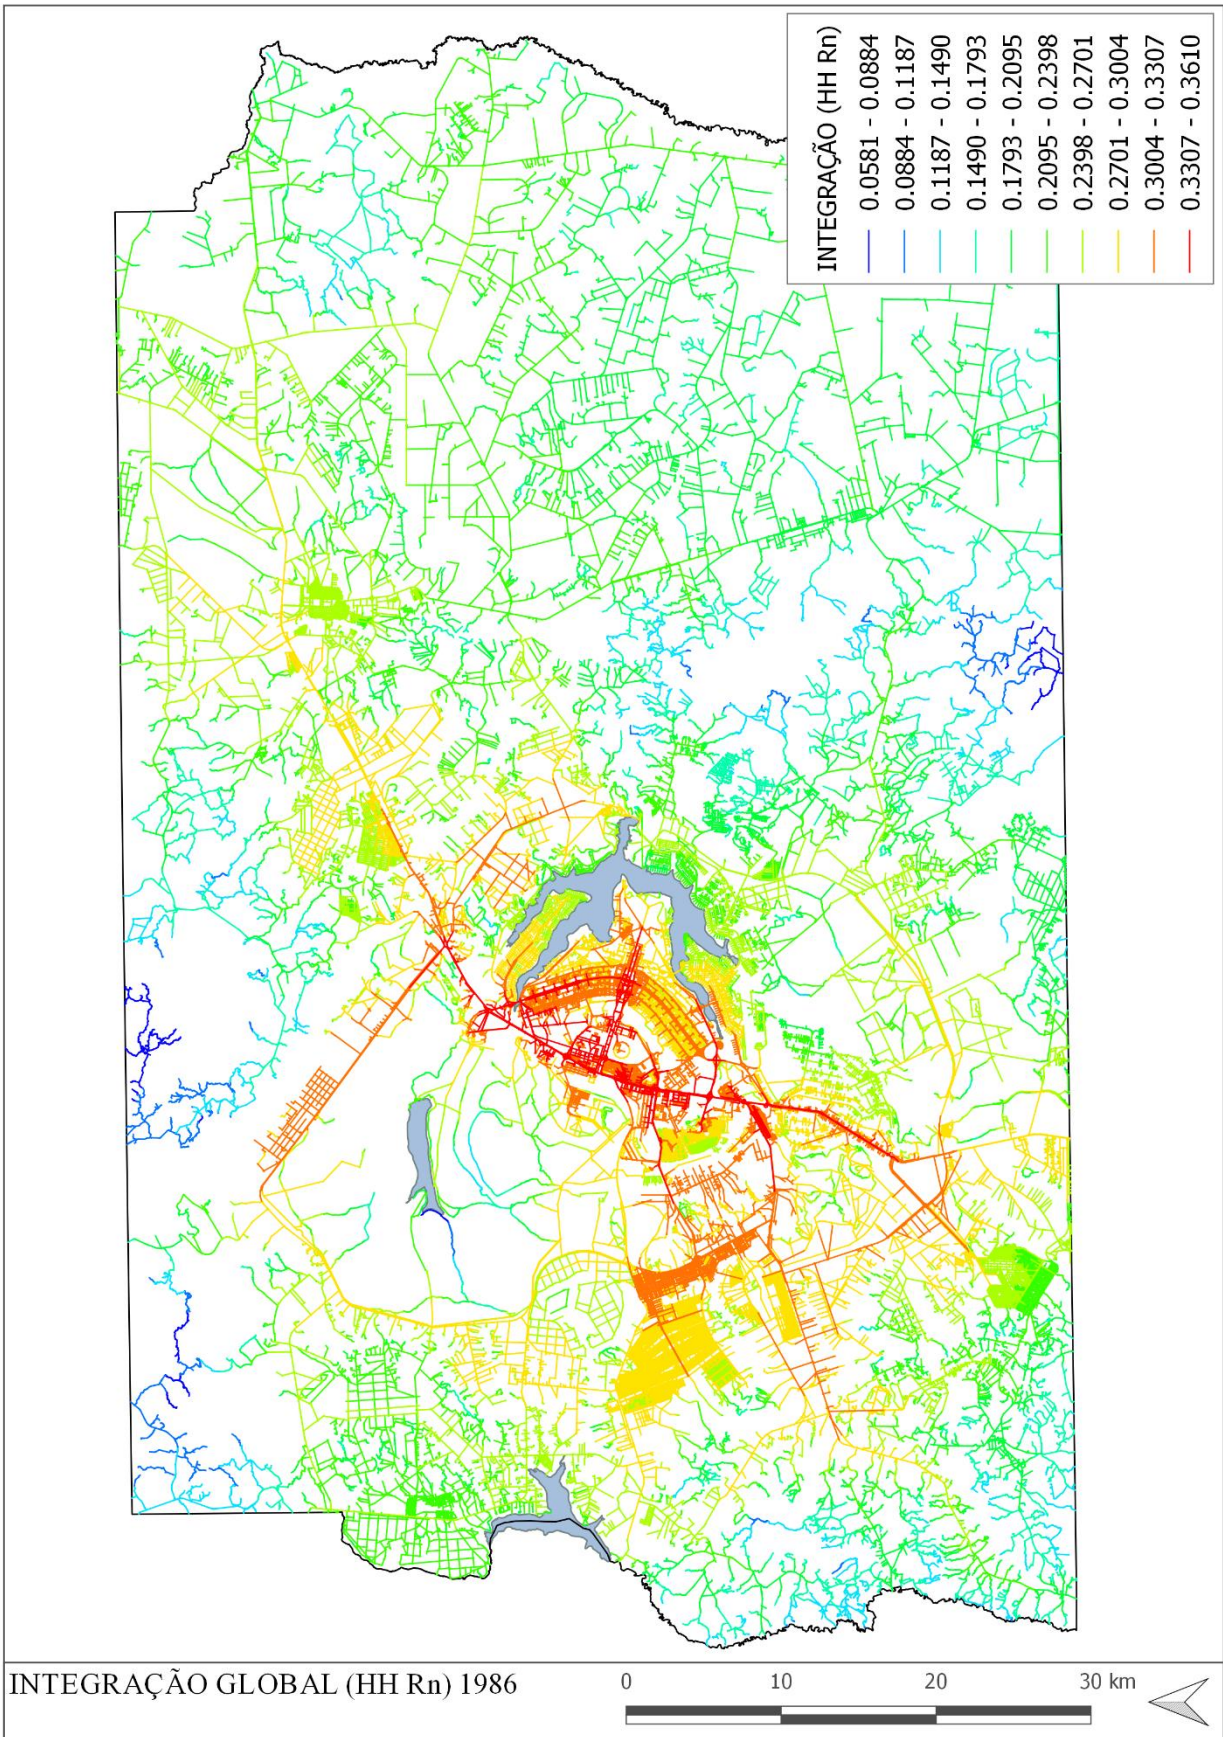 INTEGRAÇÃO (HH Rn)
0.0581 - 0.0884
0.0884 - 0.1187
0.1187 - 0.1490
0.1490 - 0.1793
0.1793 - 0.2095
0.2095 - 0.2398
0.2398 - 0.2701
0.2701 - 0.3004
0.3004 - 0.3307
0.3307 - 0.3610
INTEGRAÇÃO GLOBAL (HH Rn) 1986
0 10 20 30 km